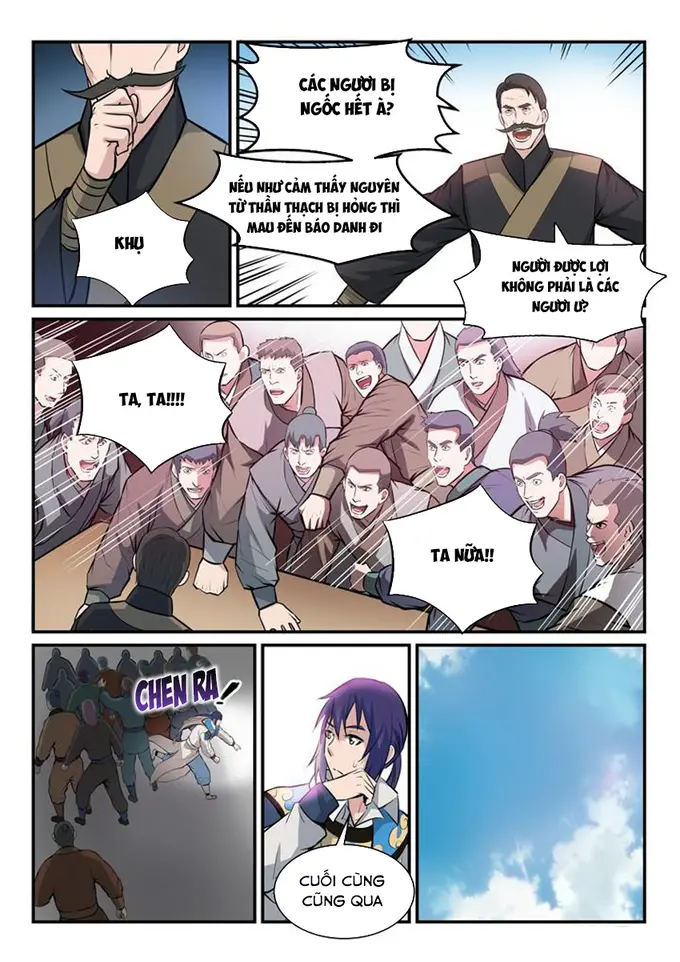 KHỤ
CÁC NGƯƠI BỊ
NGỐC HẾT À?
NẾU NHƯ CẢM THẤY NGUYÊN
TỪ THẦN THẠCH BỊ HỎNG THÌ
MAU ĐẾN BÁO DANH ĐI
NGƯỜI ĐƯỢC LỢI
KHÔNG PHẢI LÀ CÁC
NGƯƠI Ư?
TA, TA!!!!
TA NỮA!!
CHEN RA!
CUỐI CÙNG
CŨNG QUA